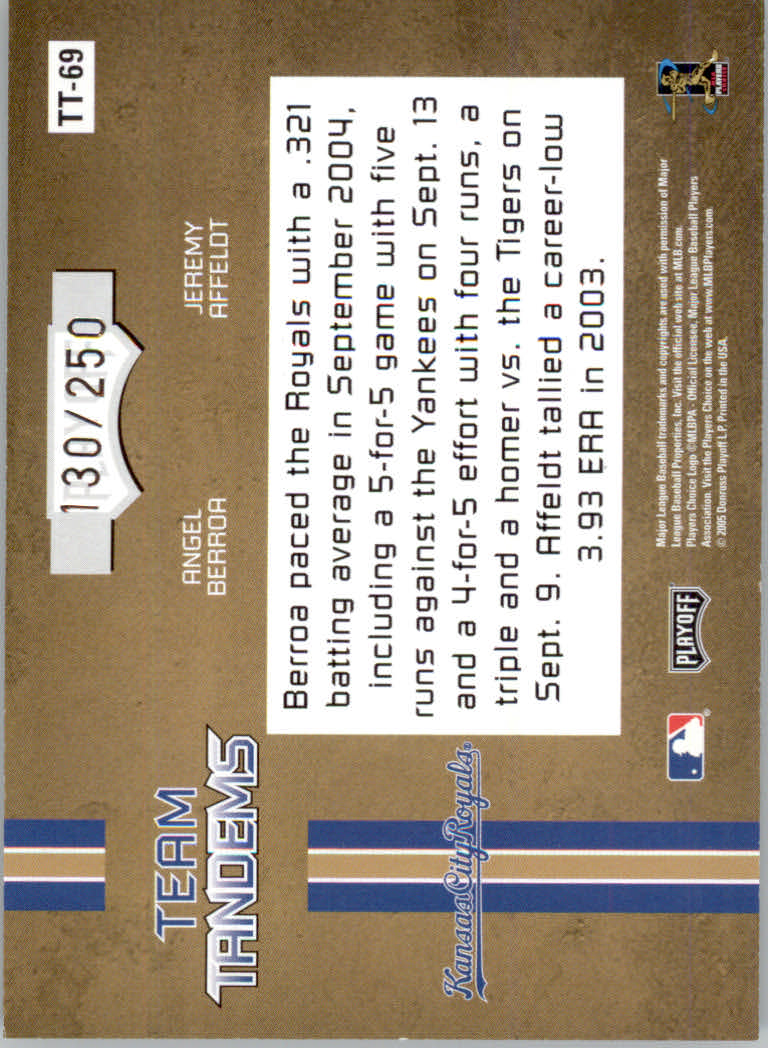 TT-69
130/250
ANGEL
BERROA
JEREMY
AFFELDT
TEAM
TANDEMS
Berroa paced the Royals with a .321
batting average in September 2004,
including a 5-for-5 game with five
runs against the Yankees on Sept. 13
and a 4-for-5 effort with four runs, a
triple and a homer vs. the Tigers on
Sept. 9. Affeldt tallied a career-low
3.93 ERA in 2003.
Kansas City Royals®
PLAYOFF
Major League Baseball trademarks and copyrights are used with permission of Major
League Baseball Properties, Inc. Visit the official web site at MLB.com.
Players Choice Logo ©MLBPA - Official Licensee, Major League Baseball Players
Association. Visit the Players Choice on the web at www.MLBPlayers.com
© 2005 Donruss Playoff L.P. Printed in the USA.
PLAYERS